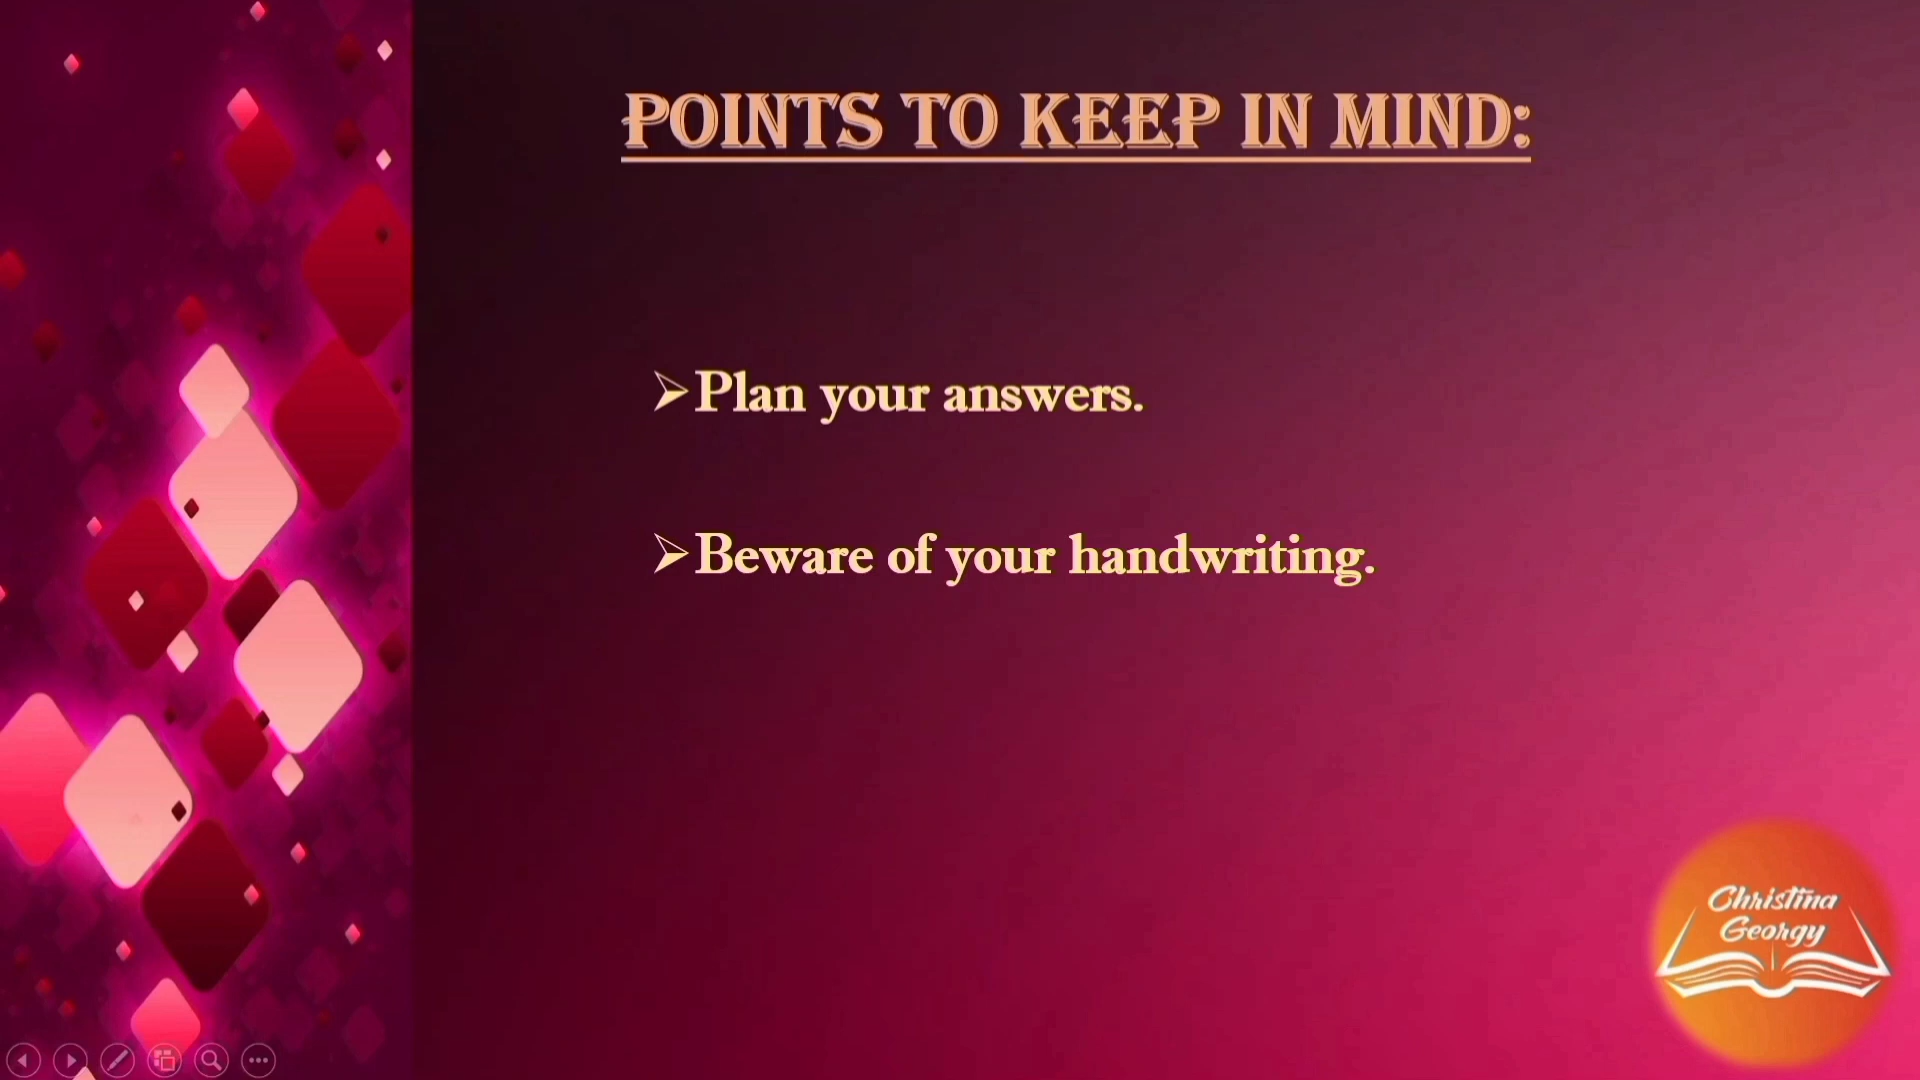 POINTS TO KEEP IN MIND:
➢Plan your answers.
➢Beware of your handwriting.
Christina
Georgy